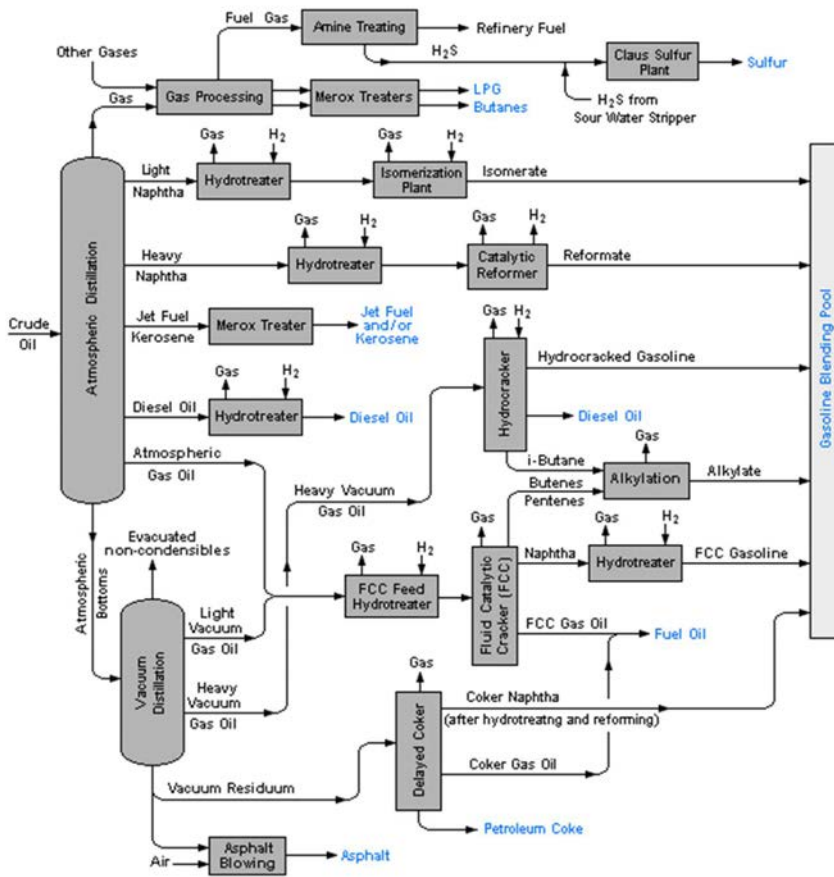 Fuel Gas
Amine Treating
Refinery Fuel
Other Gases
H2S
Claus Sulfur
Plant
Sulfur
Gas
Gas Processing
Merox Treaters
LPG
Butanes
H2S from
Sour Water Stripper
Gas
H2
Gas
H2
Light
Naphtha
Hydrotreater
Isomerization
Plant
Isomerate
Gas
H2
Gas
H2
Heavy
Naphtha
Hydrotreater
Catalytic
Reformer
Reformate
Atmospheric Distillation
Crude
Oil
Jet Fuel
Kerosene
Merox Treater
Jet Fuel
and/or
Kerosene
Gas
H2
Hydrocracker
Hydrocracked Gasoline
Gasoline Blending Pool
Gas
H2
Diesel Oil
Hydrotreater
Diesel Oil
Diesel Oil
Atmospheric
Gas Oil
i-Butane
Butenes
Pentenes
Gas
Alkylation
Alkylate
Heavy Vacuum
Gas Oil
Evacuated
non-condensibles
Atmospheric
Bottoms
Gas
H2
FCC Feed
Hydrotreater
Gas
Fluid Catalytic
Cracker (FCC)
Naphtha
Gas
H2
Hydrotreater
FCC Gasoline
Light
Vacuum
Gas Oil
FCC Gas Oil
Fuel Oil
Vacuum
Distillation
Heavy
Vacuum
Gas Oil
Gas
Delayed Coker
Coker Naphtha
(after hydrotreatng and reforming)
Coker Gas Oil
Vacuum Residuum
Petroleum Coke
Air
Asphalt
Blowing
Asphalt